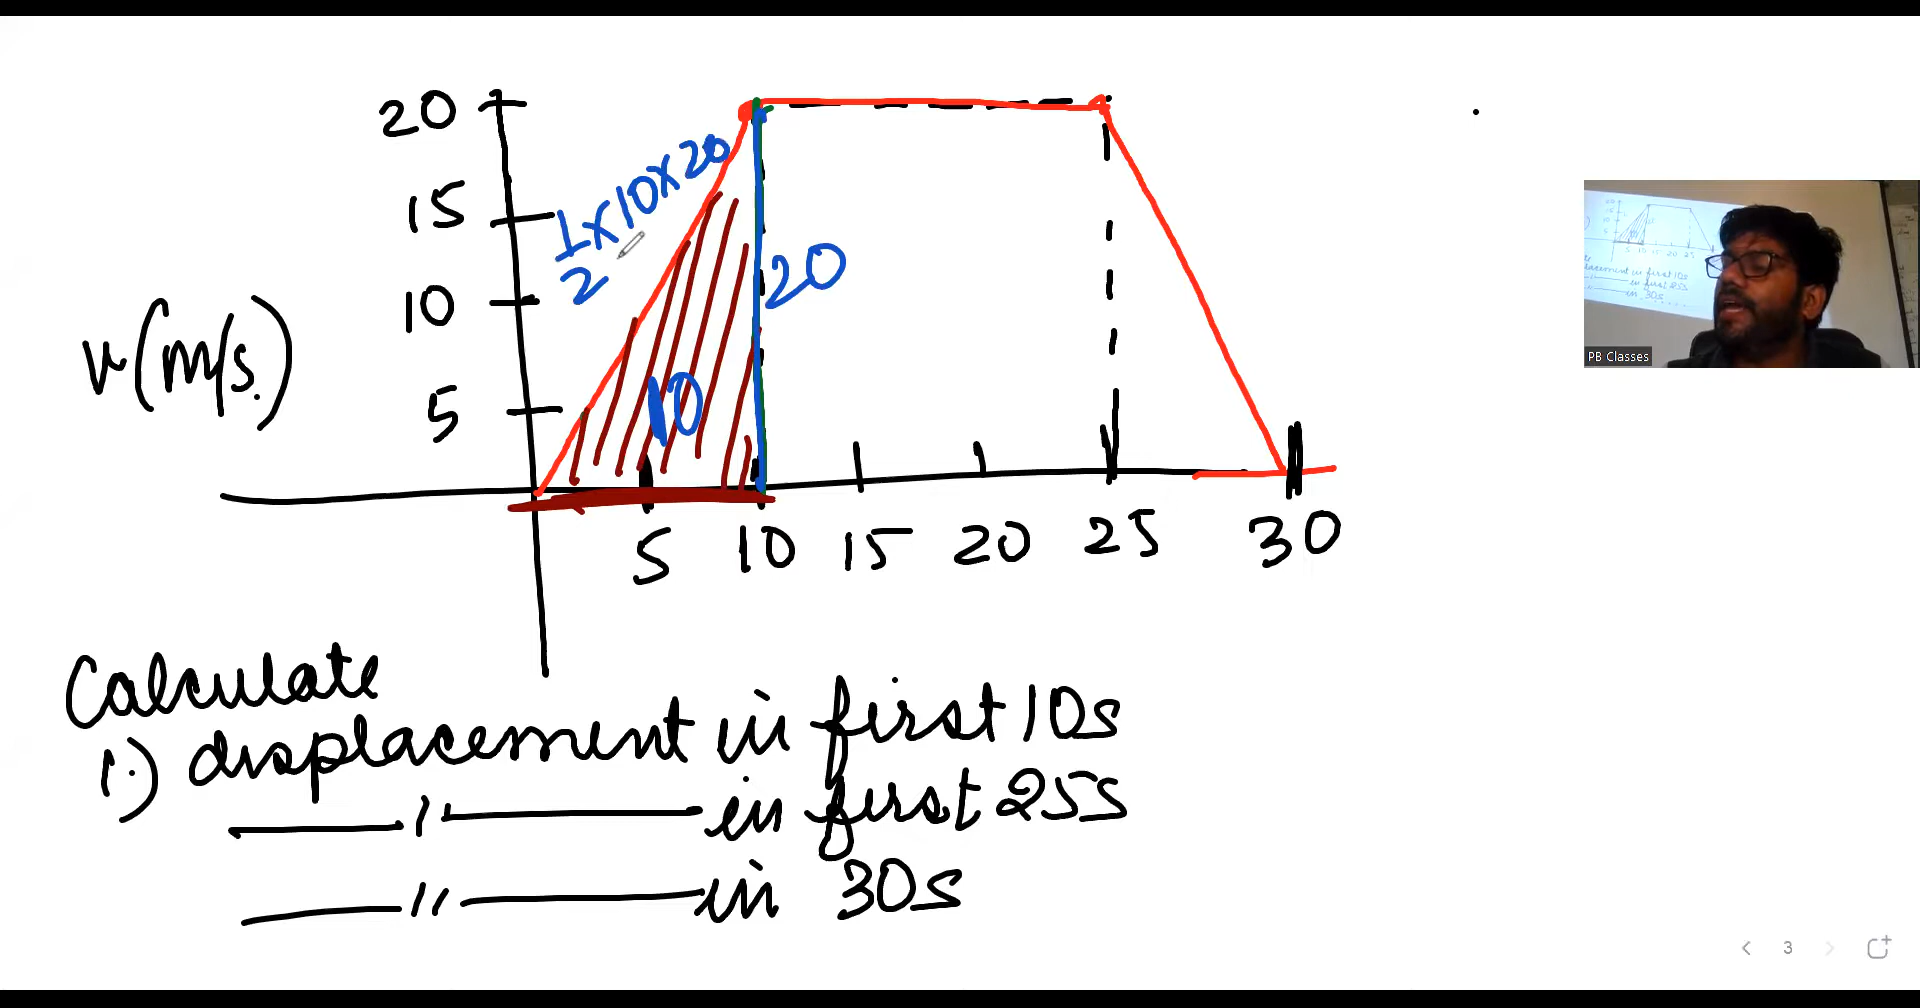 20
15
10
5
v(m/s)
1/2 x 10 x 20
20
10
5 10 15 20 25 30
Calculate
1.) displacement in first 10s
—— " —— in first 25s
—— " —— in 30s
PB Classes
3